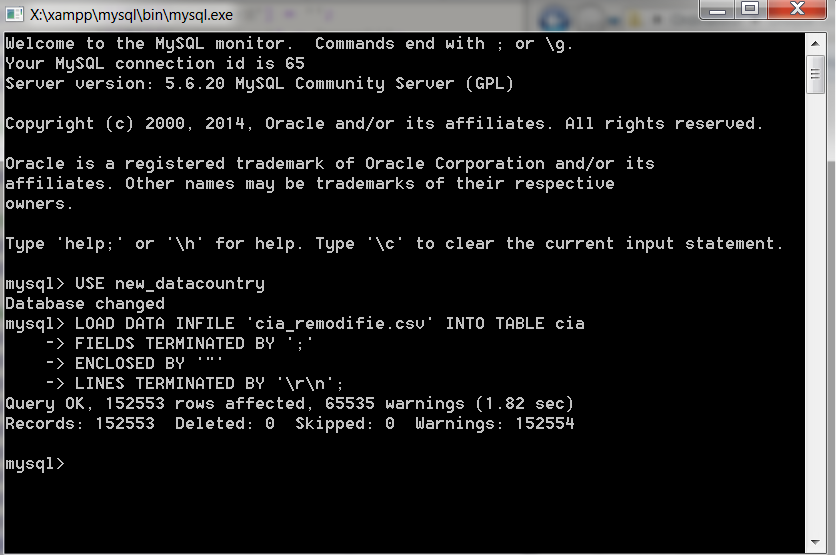 X:\xampp\mysql\bin\mysql.exe
Welcome to the MySQL monitor.  Commands end with ; or \g.
Your MySQL connection id is 65
Server version: 5.6.20 MySQL Community Server (GPL)
Copyright (c) 2000, 2014, Oracle and/or its affiliates. All rights reserved.
Oracle is a registered trademark of Oracle Corporation and/or its
affiliates. Other names may be trademarks of their respective
owners.
Type 'help;' or '\h' for help. Type '\c' to clear the current input statement.
mysql> USE new_datacountry
Database changed
mysql> LOAD DATA INFILE 'cia_remodifie.csv' INTO TABLE cia
    -> FIELDS TERMINATED BY ';'
    -> ENCLOSED BY '"'
    -> LINES TERMINATED BY '\r\n';
Query OK, 152553 rows affected, 65535 warnings (1.82 sec)
Records: 152553  Deleted: 0  Skipped: 0  Warnings: 152554
mysql>